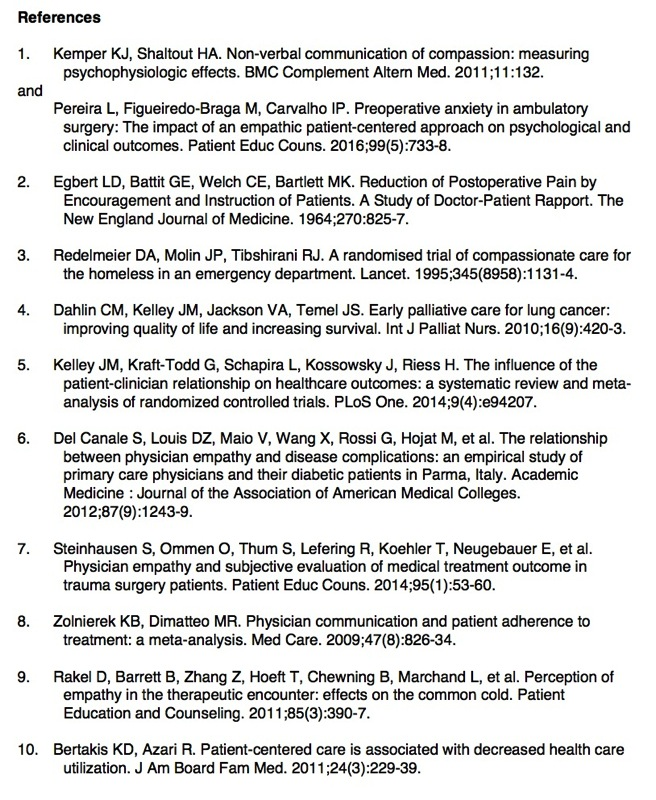 References
1. Kemper KJ, Shaltout HA. Non-verbal communication of compassion: measuring
psychophysiologic effects. BMC Complement Altern Med. 2011;11:132.
and
Pereira L, Figueiredo-Braga M, Carvalho IP. Preoperative anxiety in ambulatory
surgery: The impact of an empathic patient-centered approach on psychological and
clinical outcomes. Patient Educ Couns. 2016;99(5):733-8.
2. Egbert LD, Battit GE, Welch CE, Bartlett MK. Reduction of Postoperative Pain by
Encouragement and Instruction of Patients. A Study of Doctor-Patient Rapport. The
New England Journal of Medicine. 1964;270:825-7.
3. Redelmeier DA, Molin JP, Tibshirani RJ. A randomised trial of compassionate care for
the homeless in an emergency department. Lancet. 1995;345(8958):1131-4.
4. Dahlin CM, Kelley JM, Jackson VA, Temel JS. Early palliative care for lung cancer:
improving quality of life and increasing survival. Int J Palliat Nurs. 2010;16(9):420-3.
5. Kelley JM, Kraft-Todd G, Schapira L, Kossowsky J, Riess H. The influence of the
patient-clinician relationship on healthcare outcomes: a systematic review and meta-
analysis of randomized controlled trials. PLoS One. 2014;9(4):e94207.
6. Del Canale S, Louis DZ, Maio V, Wang X, Rossi G, Hojat M, et al. The relationship
between physician empathy and disease complications: an empirical study of
primary care physicians and their diabetic patients in Parma, Italy. Academic
Medicine : Journal of the Association of American Medical Colleges.
2012;87(9):1243-9.
7. Steinhausen S, Ommen O, Thum S, Lefering R, Koehler T, Neugebauer E, et al.
Physician empathy and subjective evaluation of medical treatment outcome in
trauma surgery patients. Patient Educ Couns. 2014;95(1):53-60.
8. Zolnierek KB, Dimatteo MR. Physician communication and patient adherence to
treatment: a meta-analysis. Med Care. 2009;47(8):826-34.
9. Rakel D, Barrett B, Zhang Z, Hoeft T, Chewning B, Marchand L, et al. Perception of
empathy in the therapeutic encounter: effects on the common cold. Patient
Education and Counseling. 2011;85(3):390-7.
10. Bertakis KD, Azari R. Patient-centered care is associated with decreased health care
utilization. J Am Board Fam Med. 2011;24(3):229-39.